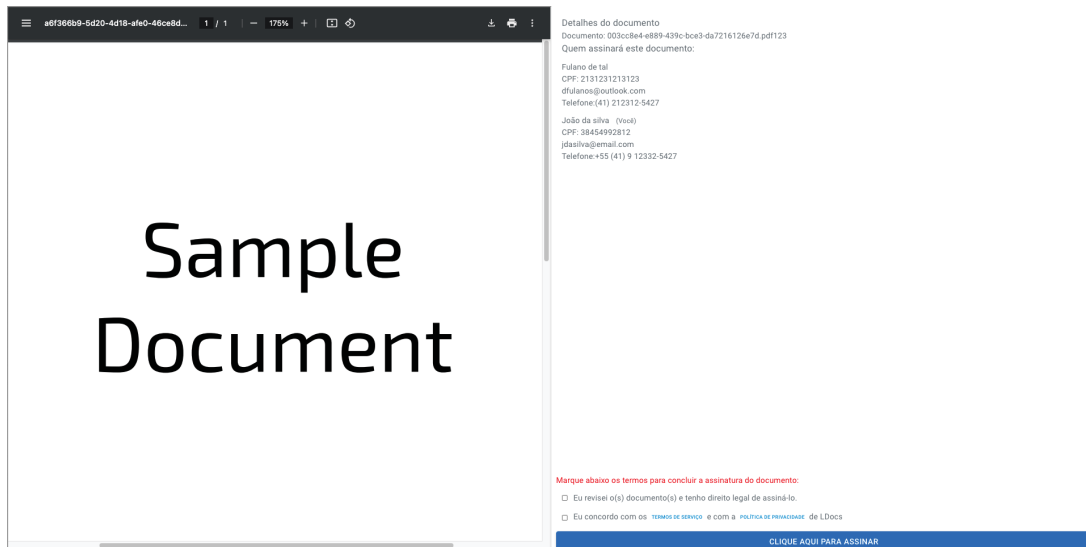 a6f366b9-5d20-4d18-afe0-46ce8d... 1 / 1 175%
Sample
Document
Detalhes do documento
Documento: 003cc8e4-e889-439c-bce3-da7216126e7d.pdf123
Quem assinará este documento:
Fulano de tal
CPF: 2131231213123
dfulanos@outlook.com
Telefone:(41) 212312-5427
João da silva (Você)
CPF: 38454992812
jdasilva@email.com
Telefone:+55 (41) 9 12332-5427
Marque abaixo os termos para concluir a assinatura do documento:
Eu revisei o(s) documento(s) e tenho direito legal de assiná-lo.
Eu concordo com os TERMOS DE SERVIÇO e com a POLÍTICA DE PRIVACIDADE de LDocs
CLIQUE AQUI PARA ASSINAR